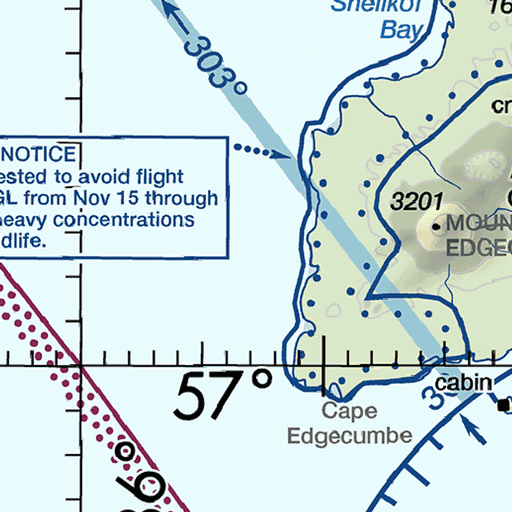 Shelikof
Bay
303°
NOTICE
ested to avoid flight
GL from Nov 15 through
heavy concentrations
dlife.
3201
MOUN
EDGEC
57°
cabin
Cape
Edgecumbe